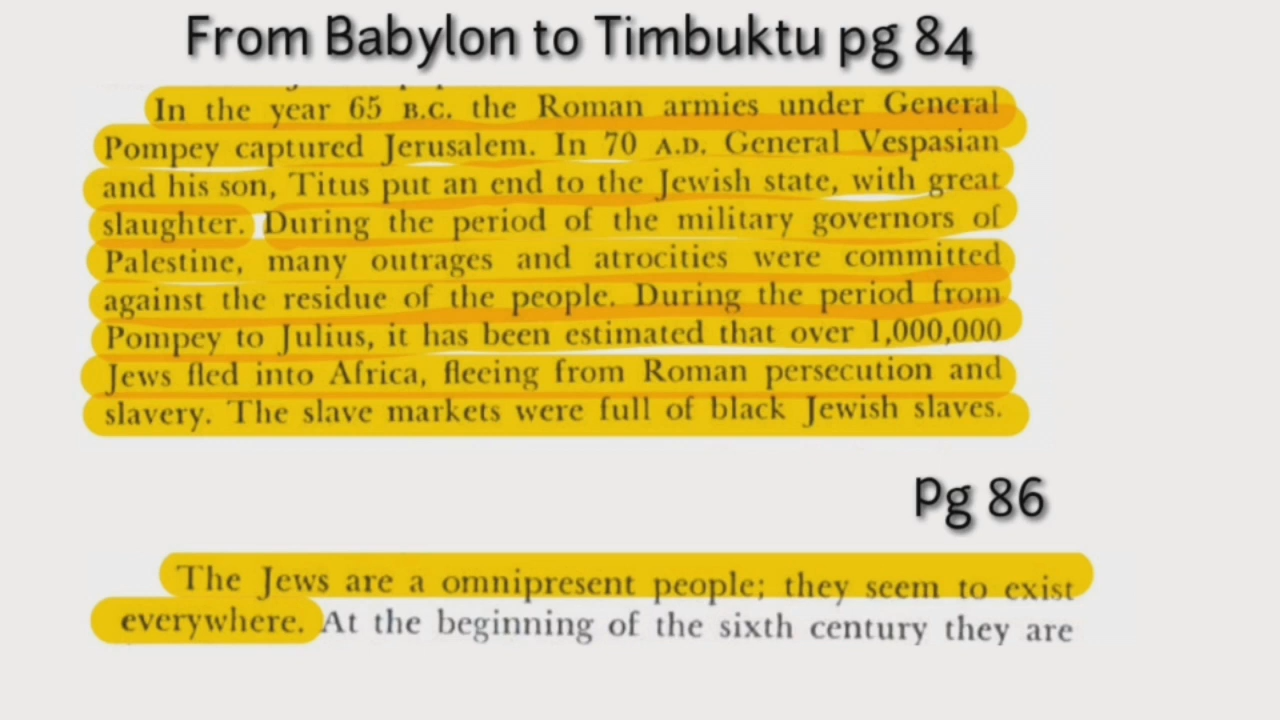 From Babylon to Timbuktu pg 84
In the year 65 B.C. the Roman armies under General
Pompey captured Jerusalem. In 70 A.D. General Vespasian
and his son, Titus put an end to the Jewish state, with great
slaughter. During the period of the military governors of
Palestine, many outrages and atrocities were committed
against the residue of the people. During the period from
Pompey to Julius, it has been estimated that over 1,000,000
Jews fled into Africa, fleeing from Roman persecution and
slavery. The slave markets were full of black Jewish slaves.
Pg 86
The Jews are a omnipresent people; they seem to exist
everywhere. At the beginning of the sixth century they are